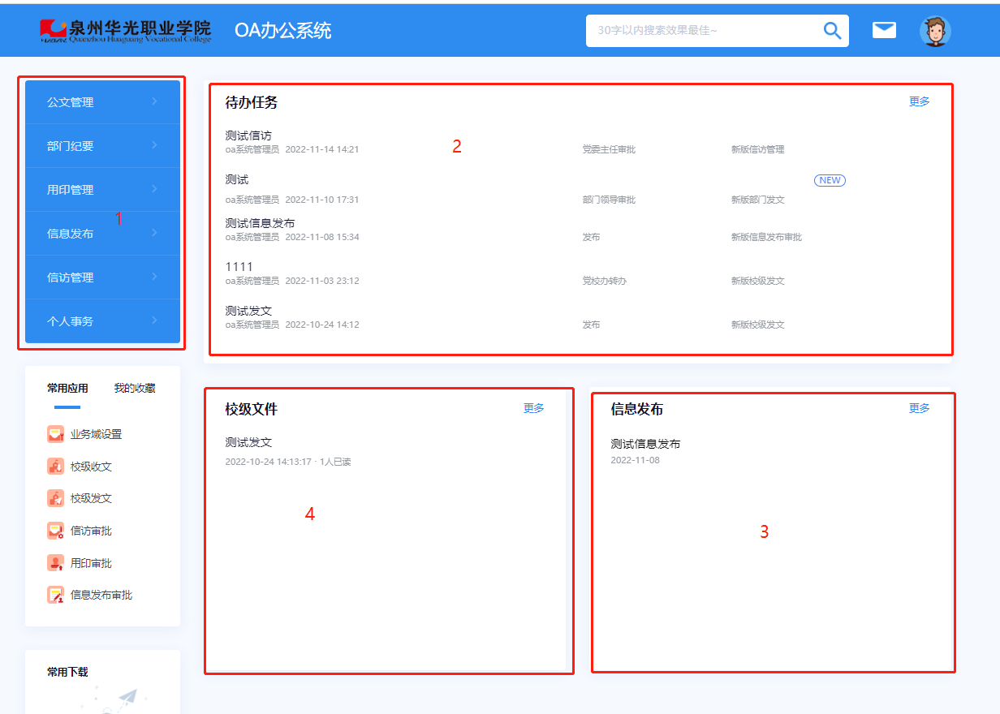 泉州华光职业学院
Quanzhou Huaguang Vocational College
OA办公系统
30字以内搜索效果最佳~
公文管理
部门纪要
用印管理
1
信息发布
信访管理
个人事务
常用应用 我的收藏
业务域设置
校级收文
校级发文
信访审批
用印审批
信息发布审批
常用下载
待办任务 更多
测试信访
2
oa系统管理员 2022-11-14 14:21 党委主任审批 新版信访管理
测试 NEW
oa系统管理员 2022-11-10 17:31 部门领导审批 新版部门发文
测试信息发布
oa系统管理员 2022-11-08 15:34 发布 新版信息发布审批
1111
oa系统管理员 2022-11-03 23:12 党校办转办 新版校级发文
测试发文
oa系统管理员 2022-10-24 14:12 发布 新版校级发文
校级文件 更多
测试发文
2022-10-24 14:13:17 · 1人已读
4
信息发布 更多
测试信息发布
2022-11-08
3